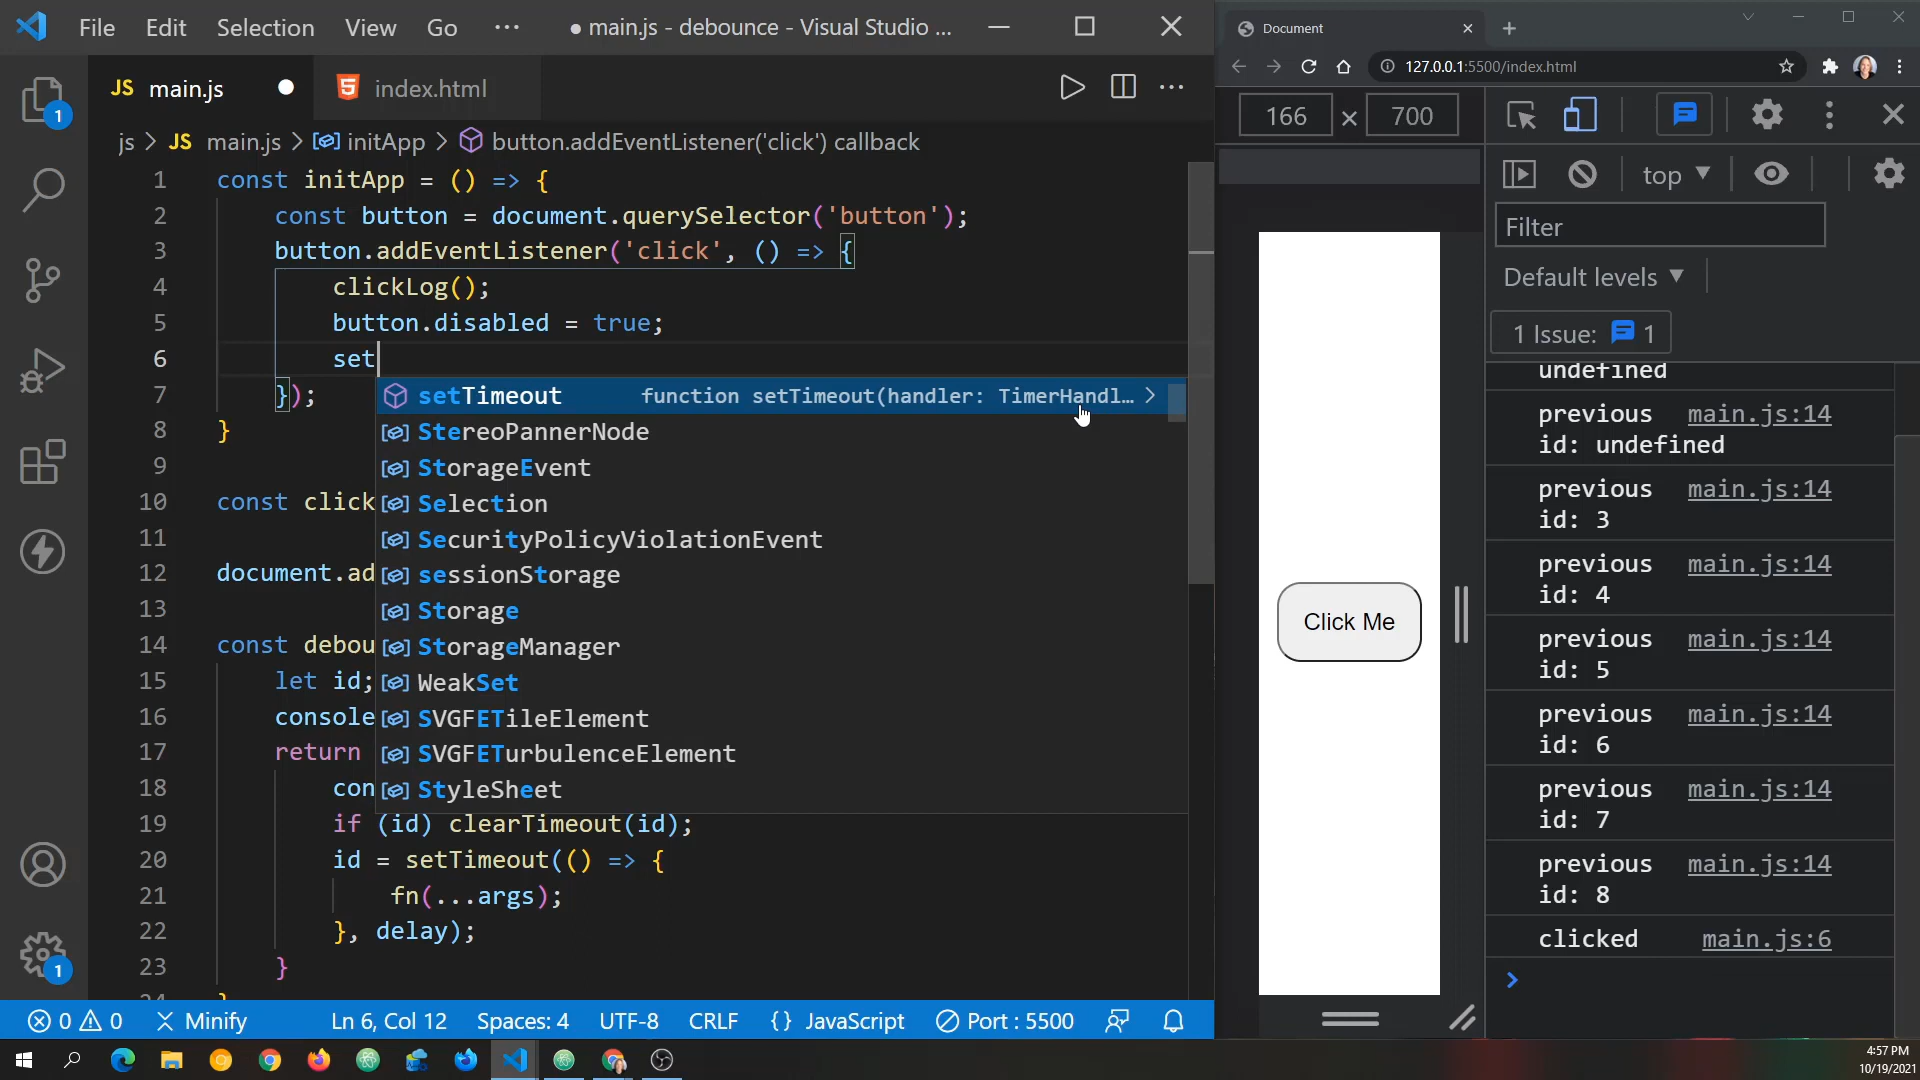 File Edit Selection View Go ··· ● main.js - debounce - Visual Studio ...
JS main.js index.html
js > JS main.js > initApp > button.addEventListener('click') callback
1 const initApp = () => {
2 const button = document.querySelector('button');
3 button.addEventListener('click', () => {
4 clickLog();
5 button.disabled = true;
6 set
7 });
8 }
9
10 const click
11
12 document.ad
13
14 const debou
15 let id;
16 console
17 return
18 con
19 if (id) clearTimeout(id);
20 id = setTimeout(() => {
21 fn(...args);
22 }, delay);
23 }
24 }
setTimeout function setTimeout(handler: TimerHandl… >
StereoPannerNode
StorageEvent
Selection
SecurityPolicyViolationEvent
sessionStorage
Storage
StorageManager
WeakSet
SVGFETileElement
SVGFETurbulenceElement
StyleSheet
1
1
0 0 Minify Ln 6, Col 12 Spaces: 4 UTF-8 CRLF {} JavaScript Port : 5500
Document
127.0.0.1:5500/index.html
166 × 700
Click Me
top ▼
Filter
Default levels ▼
1 Issue: 1
undefined
previous main.js:14
id: undefined
previous main.js:14
id: 3
previous main.js:14
id: 4
previous main.js:14
id: 5
previous main.js:14
id: 6
previous main.js:14
id: 7
previous main.js:14
id: 8
clicked main.js:6
>
4:57 PM
10/19/2021